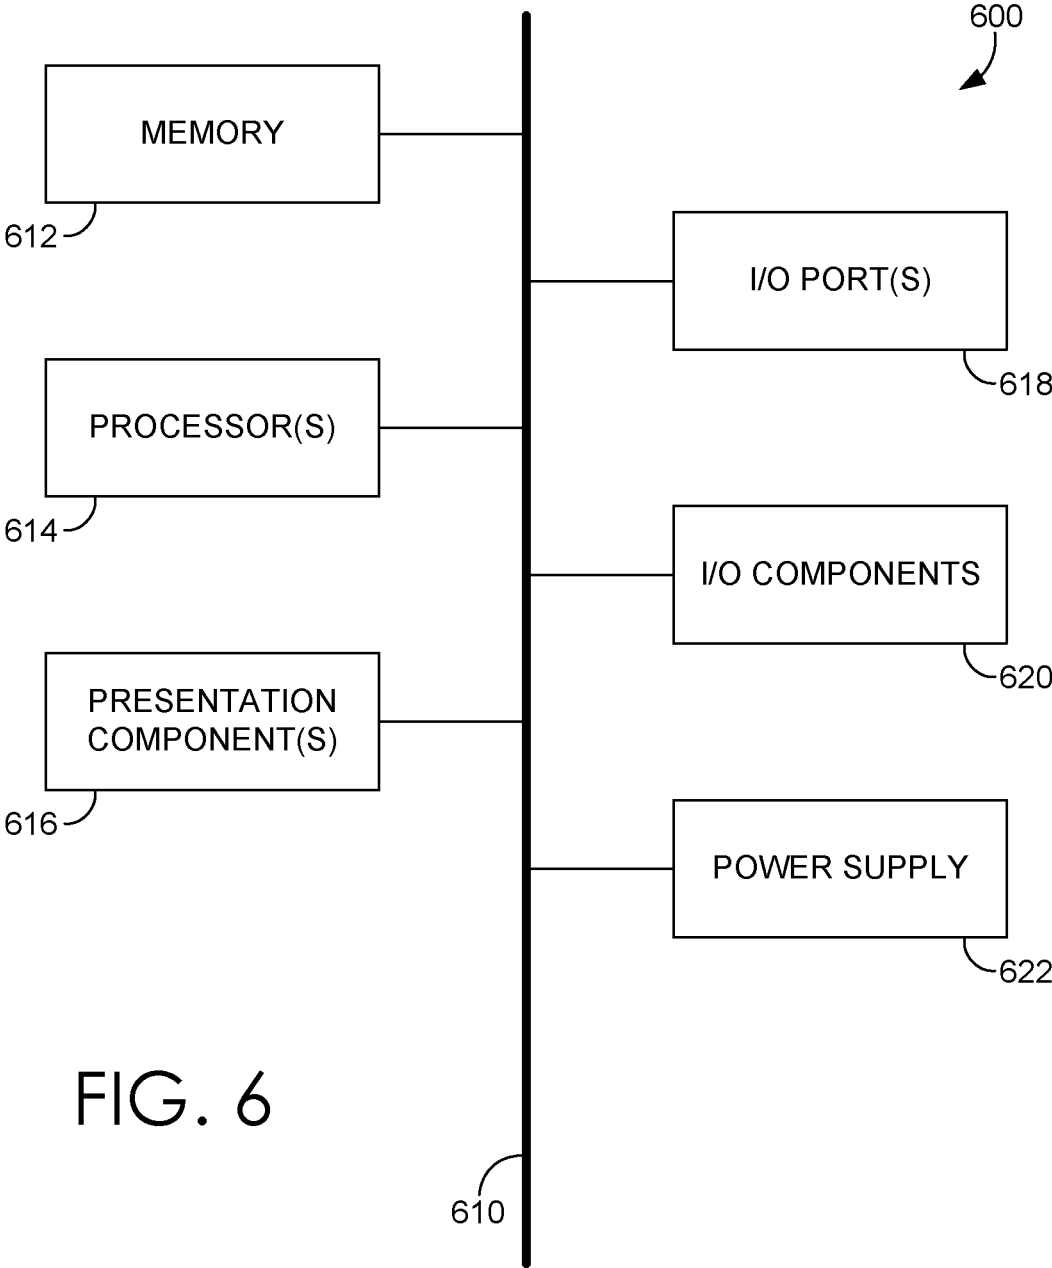 600
MEMORY
612
I/O PORT(S)
618
PROCESSOR(S)
614
I/O COMPONENTS
620
PRESENTATION
COMPONENT(S)
616
POWER SUPPLY
622
FIG. 6
610